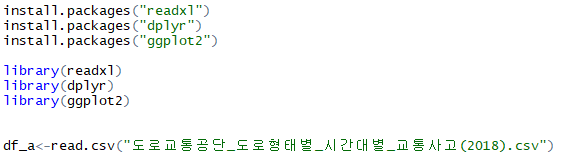 install.packages("readxl")
install.packages("dplyr")
install.packages("ggplot2")
library(readxl)
library(dplyr)
library(ggplot2)
df_a<-read.csv("도로교통공단_도로형태별_시간대별_교통사고(2018).csv")